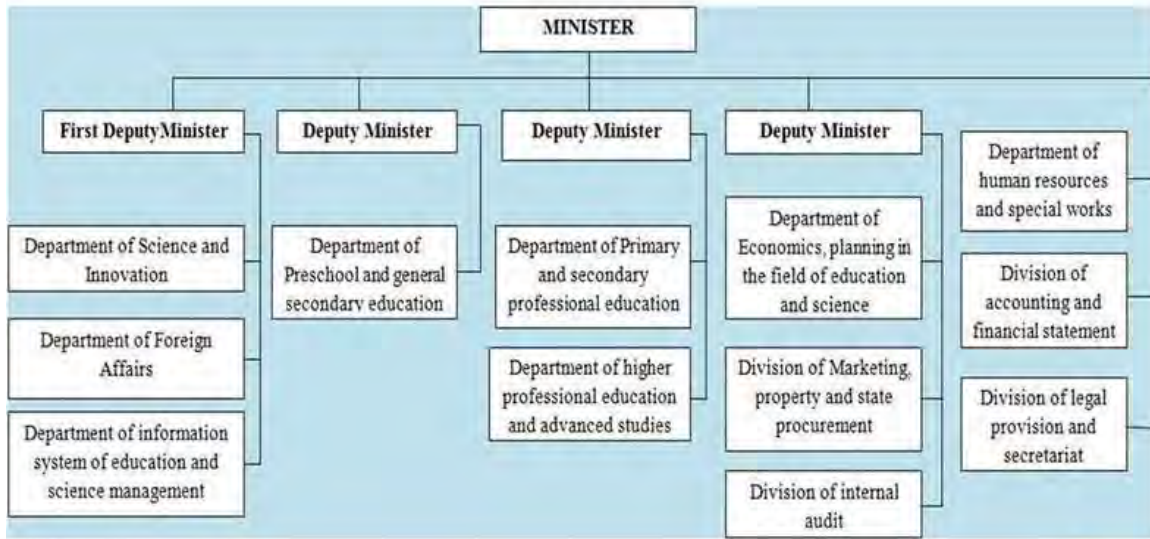 MINISTER
First DeputyMinister
Department of Science and
Innovation
Department of Foreign
Affairs
Department of information
system of education and
science management
Deputy Minister
Department of
Preschool and general
secondary education
Deputy Minister
Department of Primary
and secondary
professional education
Department of higher
professional education
and advanced studies
Deputy Minister
Department of
Economics, planning in
the field of education
and science
Division of Marketing,
property and state
procurement
Division of internal
audit
Department of
human resources
and special works
Division of
accounting and
financial statement
Division of legal
provision and
secretariat